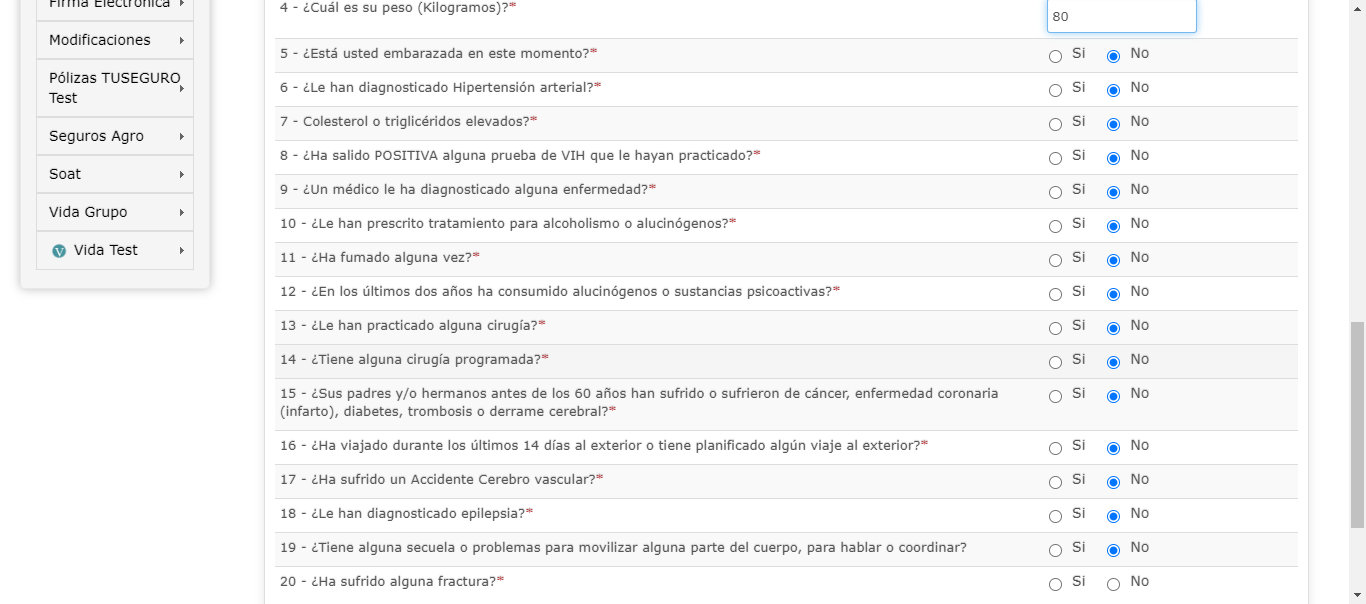 Firma Electrónica
Modificaciones
Pólizas TUSEGURO
Test
Seguros Agro
Soat
Vida Grupo
V Vida Test
4 - ¿Cuál es su peso (Kilogramos)?*
80
5 - ¿Está usted embarazada en este momento?* Si No
6 - ¿Le han diagnosticado Hipertensión arterial?* Si No
7 - Colesterol o triglicéridos elevados?* Si No
8 - ¿Ha salido POSITIVA alguna prueba de VIH que le hayan practicado?* Si No
9 - ¿Un médico le ha diagnosticado alguna enfermedad?* Si No
10 - ¿Le han prescrito tratamiento para alcoholismo o alucinógenos?* Si No
11 - ¿Ha fumado alguna vez?* Si No
12 - ¿En los últimos dos años ha consumido alucinógenos o sustancias psicoactivas?* Si No
13 - ¿Le han practicado alguna cirugía?* Si No
14 - ¿Tiene alguna cirugía programada?* Si No
15 - ¿Sus padres y/o hermanos antes de los 60 años han sufrido o sufrieron de cáncer, enfermedad coronaria Si No
(infarto), diabetes, trombosis o derrame cerebral?*
16 - ¿Ha viajado durante los últimos 14 días al exterior o tiene planificado algún viaje al exterior?* Si No
17 - ¿Ha sufrido un Accidente Cerebro vascular?* Si No
18 - ¿Le han diagnosticado epilepsia?* Si No
19 - ¿Tiene alguna secuela o problemas para movilizar alguna parte del cuerpo, para hablar o coordinar? Si No
20 - ¿Ha sufrido alguna fractura?* Si No